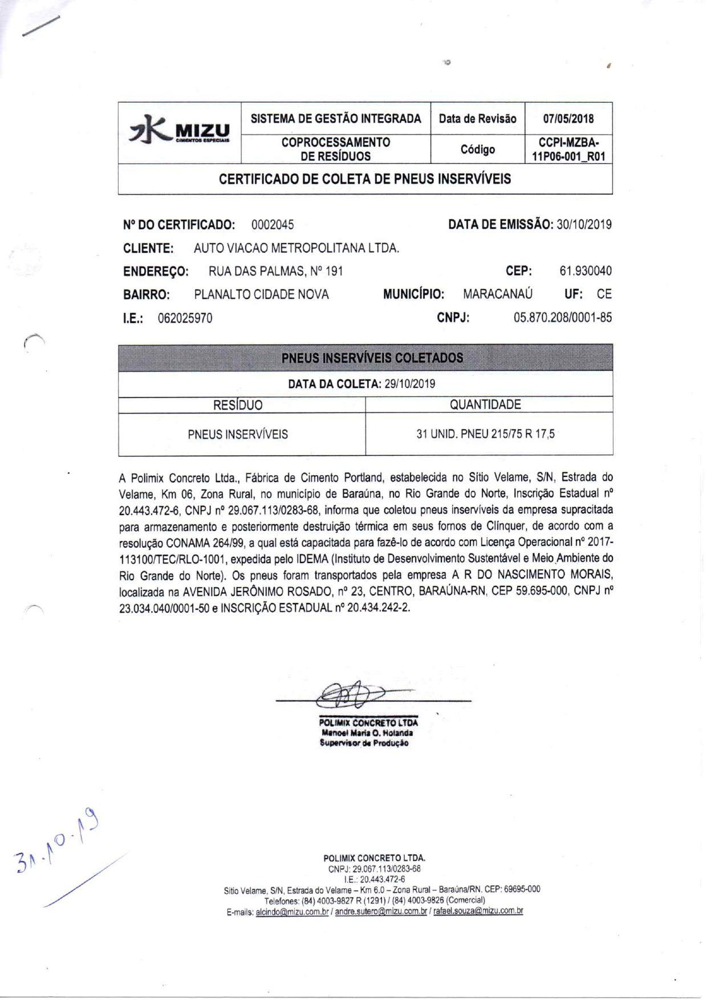 水 MIZU
CIMENTOS ESPECIAIS
SISTEMA DE GESTÃO INTEGRADA
Data de Revisão
07/05/2018
COPROCESSAMENTO
DE RESÍDUOS
Código
CCPI-MZBA-
11P06-001_R01
CERTIFICADO DE COLETA DE PNEUS INSERVÍVEIS
Nº DO CERTIFICADO: 0002045 DATA DE EMISSÃO: 30/10/2019
CLIENTE: AUTO VIACAO METROPOLITANA LTDA.
ENDEREÇO: RUA DAS PALMAS, Nº 191 CEP: 61.930040
BAIRRO: PLANALTO CIDADE NOVA MUNICÍPIO: MARACANAÚ UF: CE
I.E.: 062025970 CNPJ: 05.870.208/0001-85
PNEUS INSERVÍVEIS COLETADOS
DATA DA COLETA: 29/10/2019
RESÍDUO QUANTIDADE
PNEUS INSERVÍVEIS 31 UNID. PNEU 215/75 R 17,5
A Polimix Concreto Ltda., Fábrica de Cimento Portland, estabelecida no Sítio Velame, S/N, Estrada do
Velame, Km 06, Zona Rural, no município de Baraúna, no Rio Grande do Norte, Inscrição Estadual nº
20.443.472-6, CNPJ nº 29.067.113/0283-68, informa que coletou pneus inservíveis da empresa supracitada
para armazenamento e posteriormente destruição térmica em seus fornos de Clínquer, de acordo com a
resolução CONAMA 264/99, a qual está capacitada para fazê-lo de acordo com Licença Operacional nº 2017-
113100/TEC/RLO-1001, expedida pelo IDEMA (Instituto de Desenvolvimento Sustentável e Meio Ambiente do
Rio Grande do Norte). Os pneus foram transportados pela empresa A R DO NASCIMENTO MORAIS,
localizada na AVENIDA JERÔNIMO ROSADO, nº 23, CENTRO, BARAÚNA-RN, CEP 59.695-000, CNPJ nº
23.034.040/0001-50 e INSCRIÇÃO ESTADUAL nº 20.434.242-2.
POLIMIX CONCRETO LTDA
Manoel Maria O. Holanda
Supervisor de Produção
31.10.19
POLIMIX CONCRETO LTDA.
CNPJ: 29.067.113/0283-68
I.E.: 20.443.472-6
Sitio Velame, S/N, Estrada do Velame – Km 6,0 – Zona Rural – Baraúna/RN. CEP: 69695-000
Telefones: (84) 4003-9827 R (1291) / (84) 4003-9826 (Comercial)
E-mails: alcindo@mizu.com.br / andre.sutero@mizu.com.br / rafael.souza@mizu.com.br